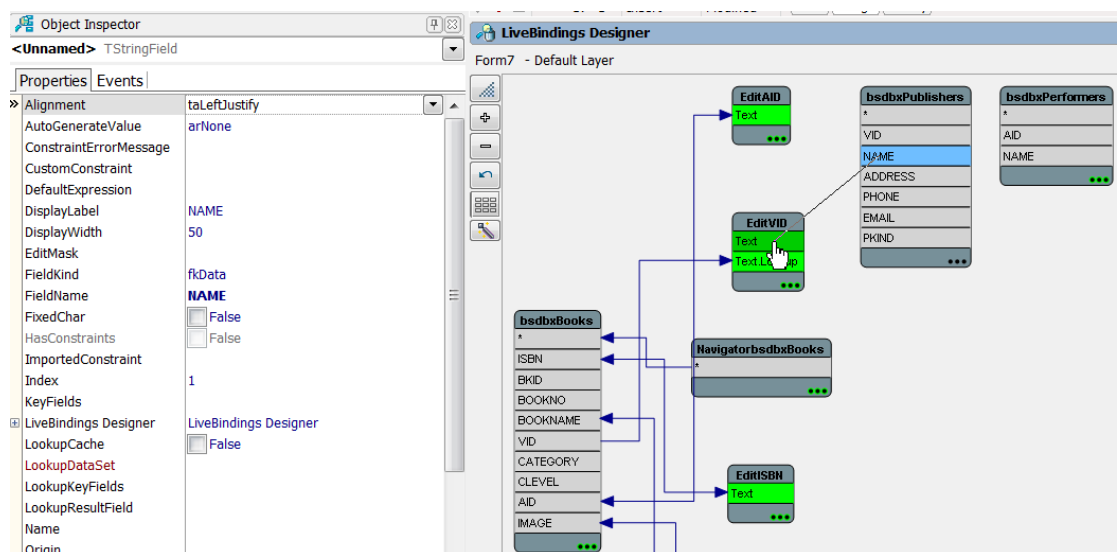 Object Inspector
<Unnamed> TStringField
Properties Events
Alignment taLeftJustify
AutoGenerateValue arNone
ConstraintErrorMessage
CustomConstraint
DefaultExpression
DisplayLabel NAME
DisplayWidth 50
EditMask
FieldKind fkData
FieldName NAME
FixedChar False
HasConstraints False
ImportedConstraint
Index 1
KeyFields
LiveBindings Designer LiveBindings Designer
LookupCache False
LookupDataSet
LookupKeyFields
LookupResultField
Name
Origin
LiveBindings Designer
Form7 - Default Layer
EditAID
Text
bsdbxPublishers
*
VID
NAME
ADDRESS
PHONE
EMAIL
PKIND
bsdbxPerformers
*
AID
NAME
EditVID
Text
bsdbxBooks
*
ISBN
BKID
BOOKNO
BOOKNAME
VID
CATEGORY
CLEVEL
AID
IMAGE
NavigatorbsdbxBooks
*
EditISBN
Text